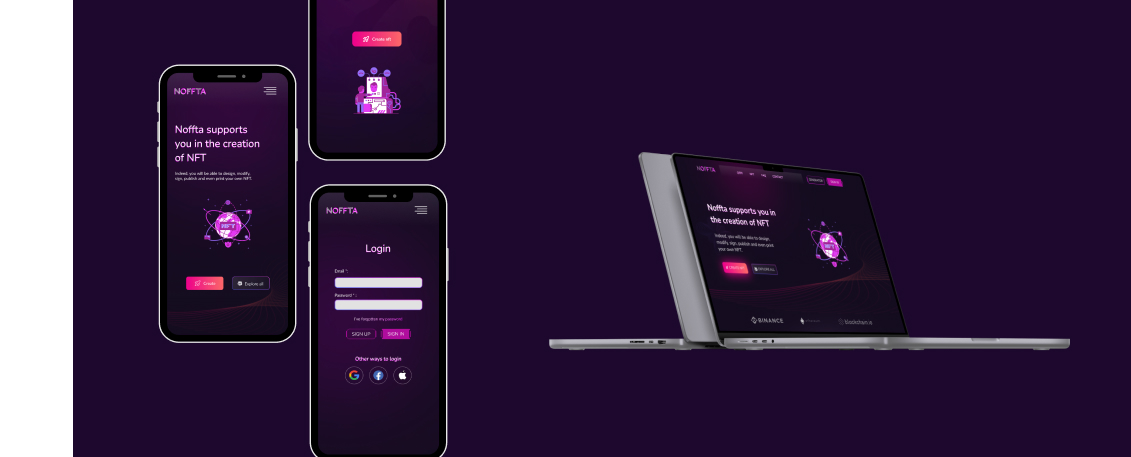 Create nft
NOFFTA
Noffta supports
you in the creation
of NFT
Indeed, you will be able to design, modify,
sign, publish and even print your own NFT.
NFT
Create
Explore all
NOFFTA
Login
Email * :
Password * :
I've forgotten my password
SIGN UP
SIGN IN
Other ways to login
NOFFTA
CONTACT
Noffta supports you in
the creation of NFT
Indeed, you will be able to design,
modify, sign, publish and even print
your own NFT.
NFT
BINANCE
blockchain.io